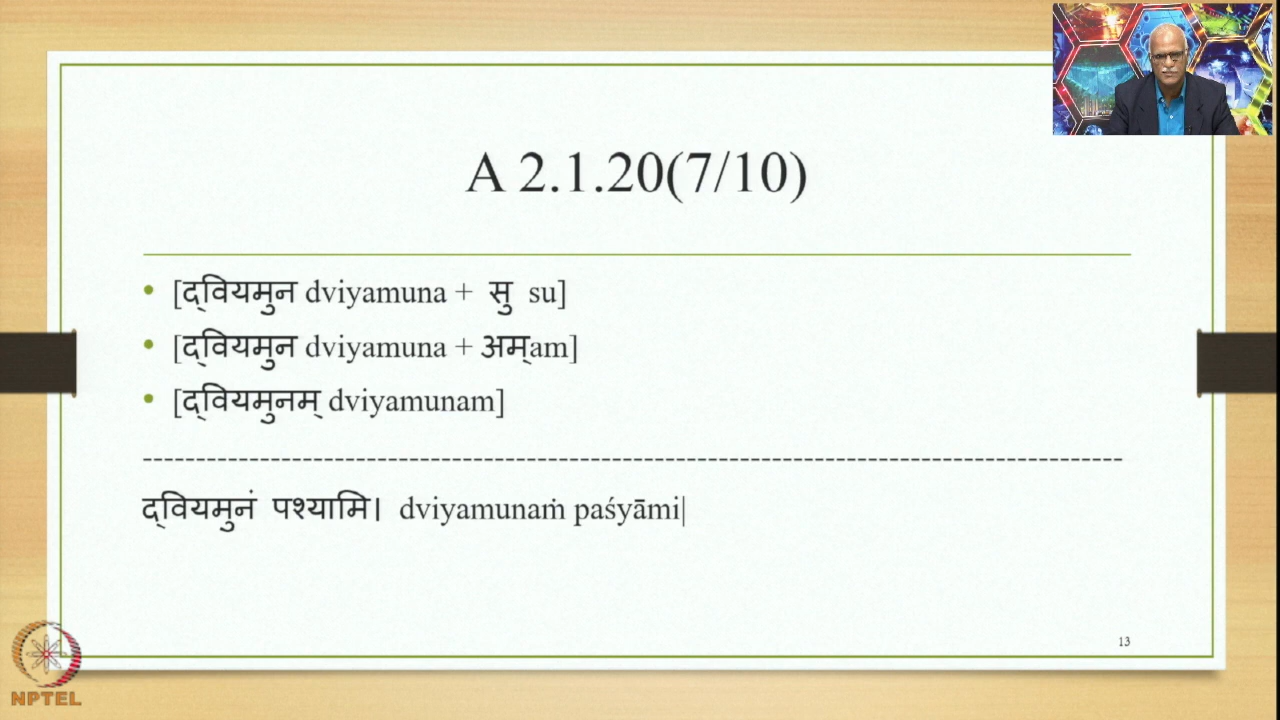 A 2.1.20(7/10)
• [द्‌वियमुन dviyamuna + सु su]
• [द्‌वियमुन dviyamuna + अम्am]
• [द्‌वियमुनम् dviyamunam]
-----------------------------------------------------------------------------------------------
द्‌वियमुनं पश्यामि। dviyamunaṁ paśyāmi|
13
NPTEL